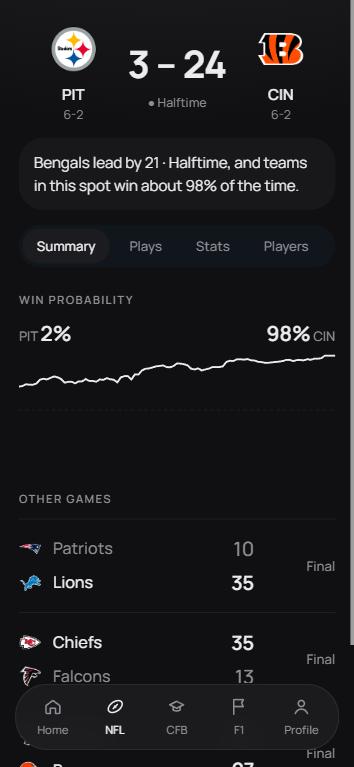 3 – 24
PIT
CIN
Halftime
6-2
6-2
Bengals lead by 21 · Halftime, and teams
in this spot win about 98% of the time.
Summary Plays Stats Players
WIN PROBABILITY
PIT 2% 98% CIN
OTHER GAMES
Patriots 10
Final
Lions 35
Chiefs 35
Final
Falcons 13
Home NFL CFB F1 Profile
Final